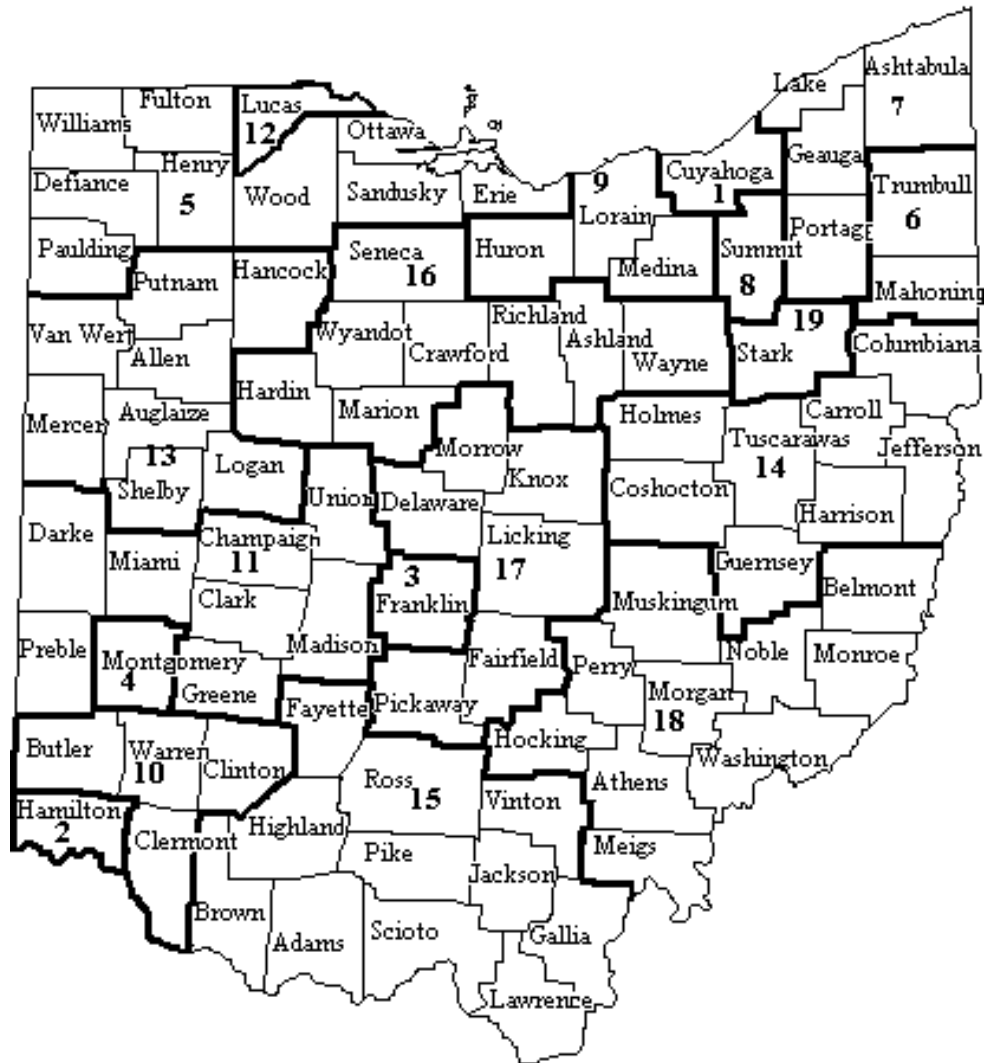 Ashtabula
Lake
7
Fulton
Lucas
Williams
12
Ottawa
Geauga
Henry
Cuyahoga
Trumbull
Defiance
5
Wood
Sandusky
Erie
9
1
6
Lorain
Paulding
Seneca
Huron
Summit
Portage
Putnam
Hancock
16
Medina
8
Mahoning
Van Wert
Wyandot
Richland
Ashland
19
Columbiana
Allen
Crawford
Wayne
Stark
Hardin
Mercer
Auglaize
Marion
Holmes
Carroll
13
Logan
Morrow
Tuscarawas
Jefferson
Shelby
Union
Delaware
Knox
Coshocton
14
Darke
Champaign
Licking
Harrison
Miami
11
3
17
Guernsey
Clark
Franklin
Muskingum
Belmont
Preble
Madison
Montgomery
Fairfield
Perry
Noble
Monroe
4
Greene
Fayette
Pickaway
Morgan
18
Butler
Warren
Hocking
Washington
10
Clinton
Ross
15
Athens
Hamilton
Vinton
2
Clermont
Highland
Meigs
Pike
Jackson
Brown
Adams
Scioto
Gallia
Lawrence